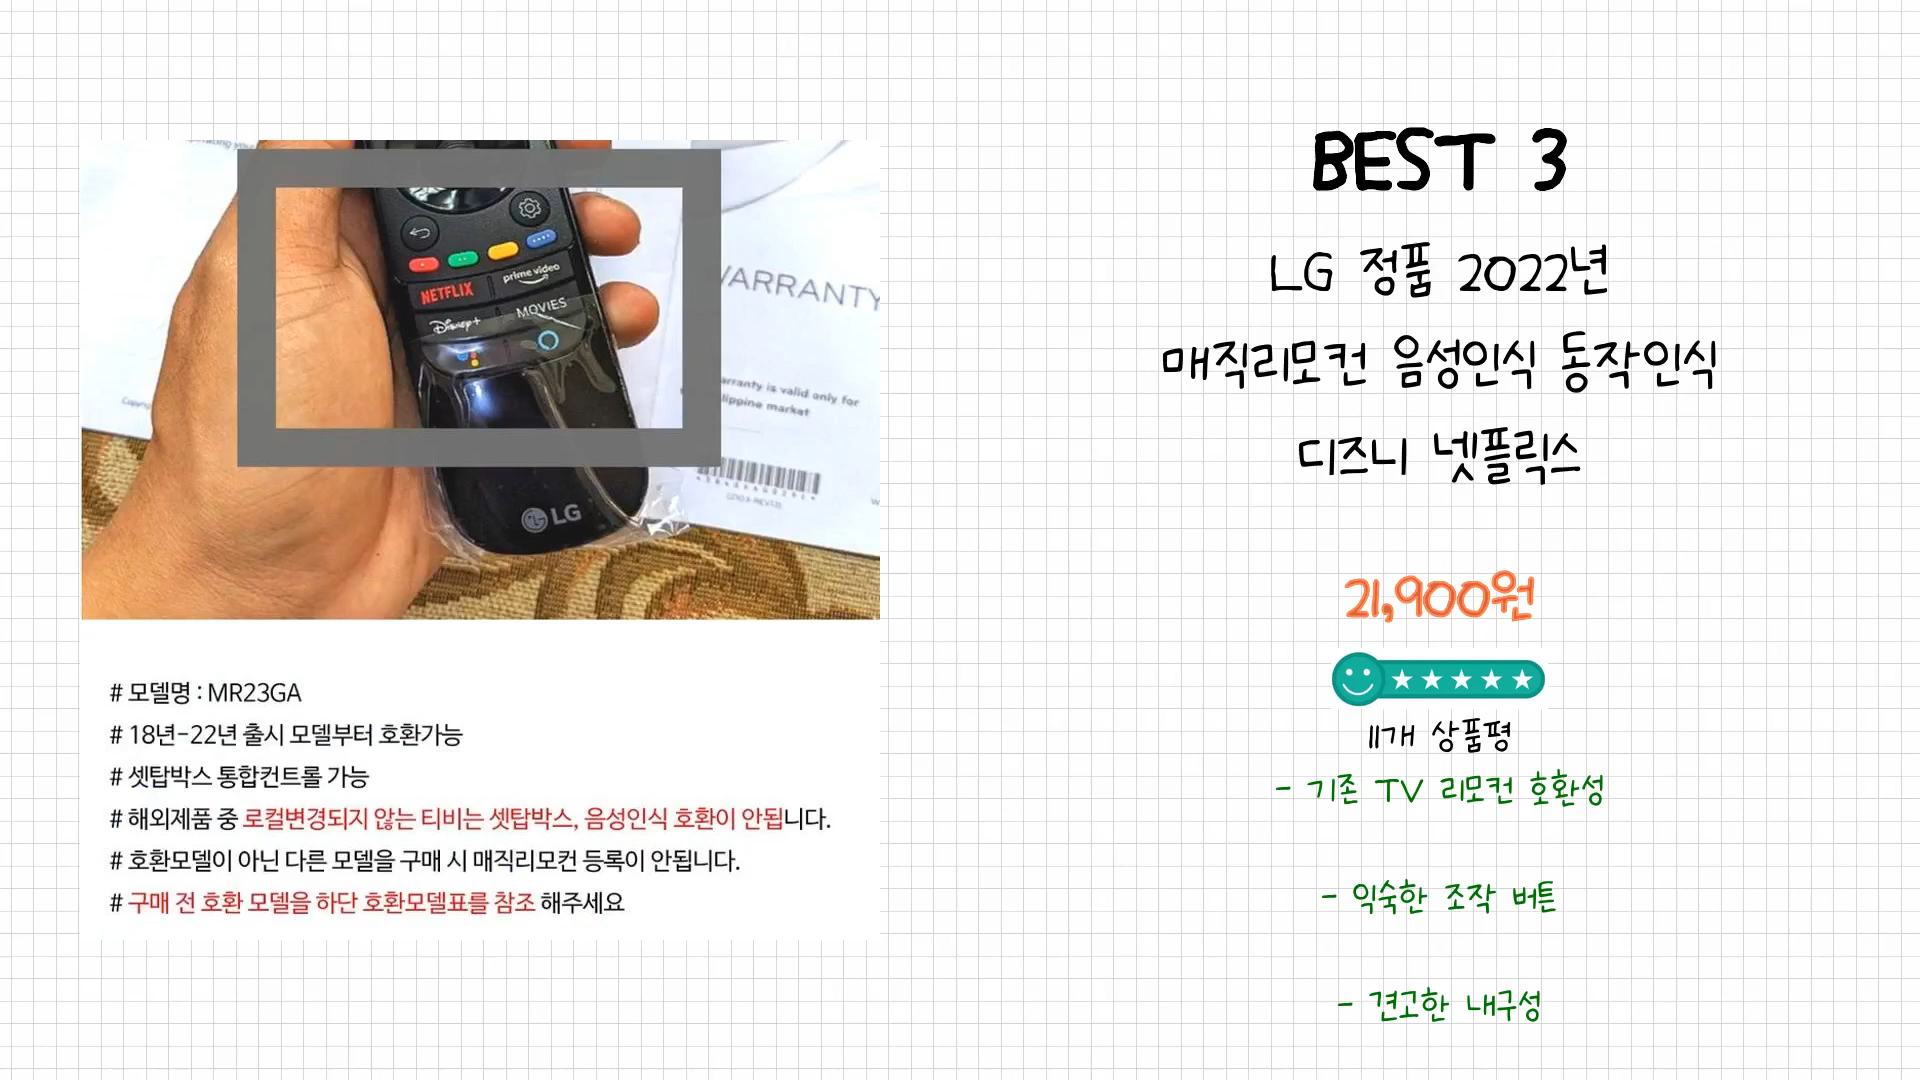 NETFLIX
prime video
Disney+
MOVIES
LG
WARRANTY
warranty is valid only for
market
# 모델명 : MR23GA
# 18년-22년 출시 모델부터 호환가능
# 셋탑박스 통합컨트롤 가능
# 해외제품 중 로컬변경되지 않는 티비는 셋탑박스, 음성인식 호환이 안됩니다.
# 호환모델이 아닌 다른 모델을 구매 시 매직리모컨 등록이 안됩니다.
# 구매 전 호환 모델을 하단 호환모델표를 참조 해주세요
BEST 3
LG 정품 2022년
매직리모컨 음성인식 동작인식
디즈니 넷플릭스
21,900원
11개 상품평
- 기존 TV 리모컨 호환성
- 익숙한 조작 버튼
- 견고한 내구성